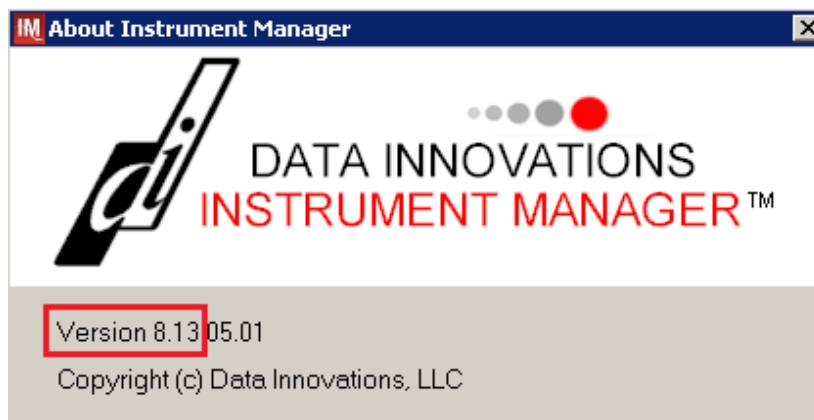 IM About Instrument Manager
di
DATA INNOVATIONS
INSTRUMENT MANAGER™
Version 8.13.05.01
Copyright (c) Data Innovations, LLC